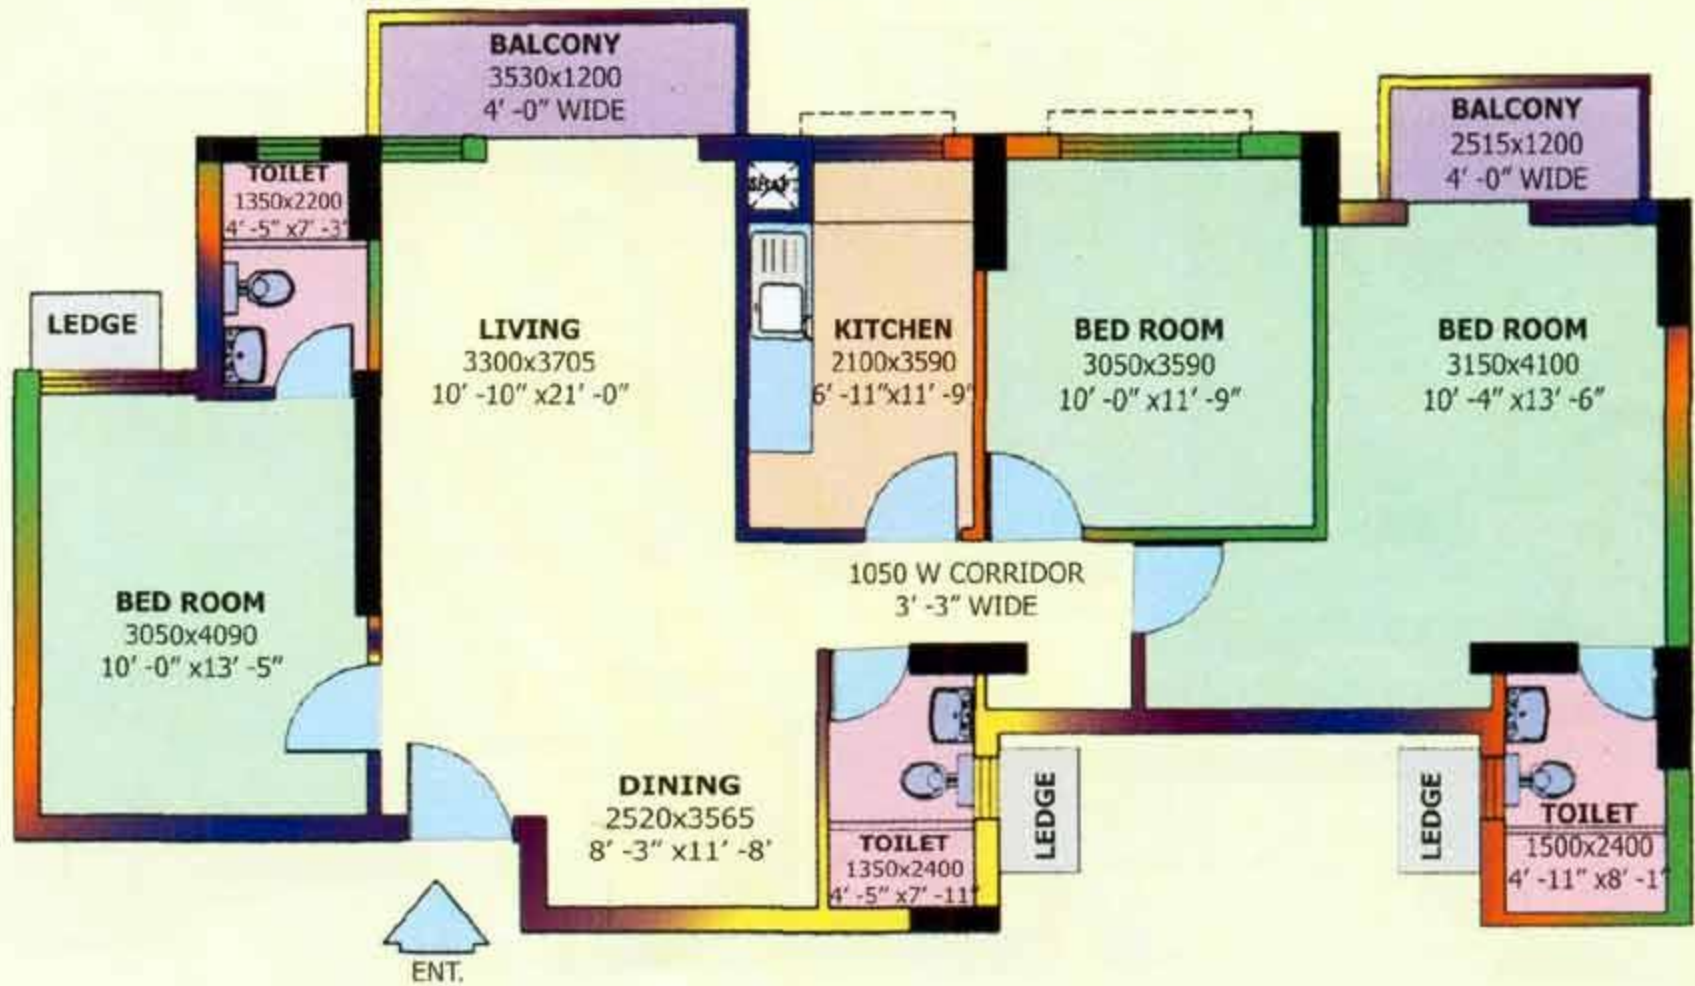 BALCONY
3530x1200
4' -0" WIDE
BALCONY
2515x1200
4' -0" WIDE
TOILET
1350x2200
4' -5" x7' -3"
LEDGE
LIVING
3300x3705
10' -10" x21' -0"
KITCHEN
2100x3590
6' -11"x11' -9"
BED ROOM
3050x3590
10' -0" x11' -9"
BED ROOM
3150x4100
10' -4" x13' -6"
BED ROOM
3050x4090
10' -0" x13' -5"
1050 W CORRIDOR
3' -3" WIDE
DINING
2520x3565
8' -3" x11' -8'
TOILET
1350x2400
4' -5" x7' -11"
LEDGE
LEDGE
TOILET
1500x2400
4' -11" x8' -1"
ENT.